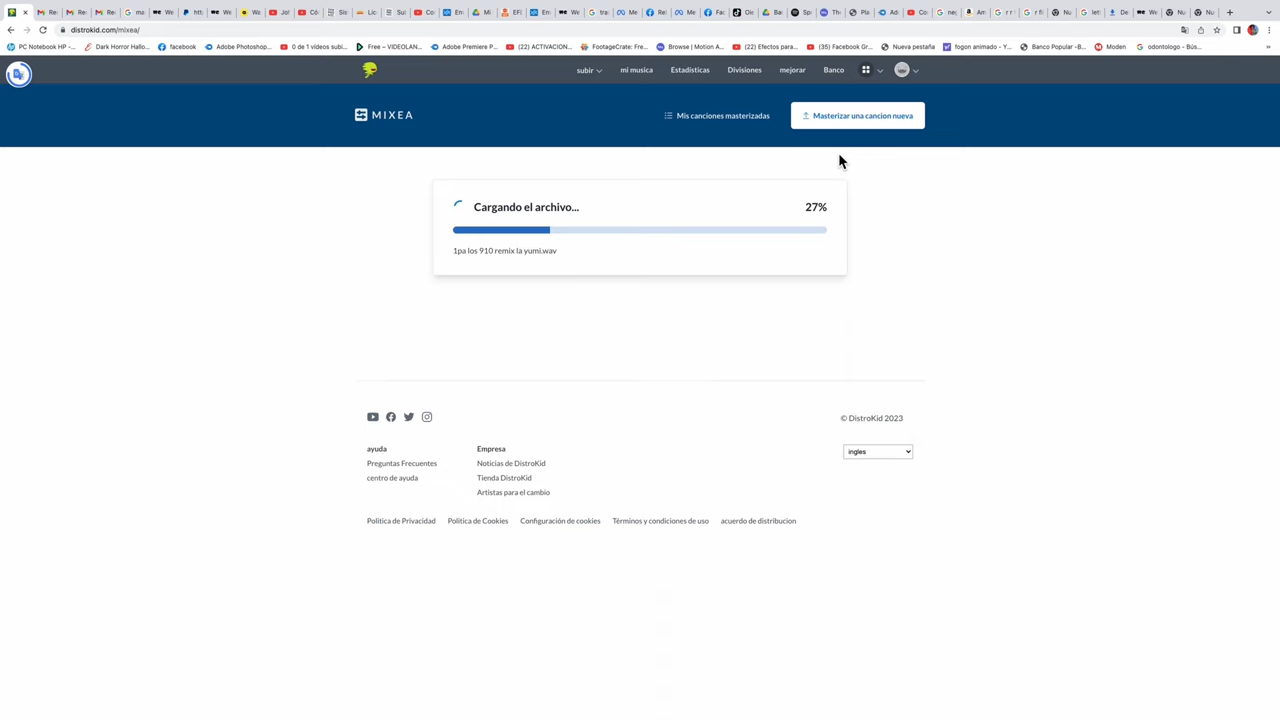 distrokid.com/mixea/
PC Notebook HP -...
Dark Horror Hallo...
facebook
Adobe Photoshop...
0 de 1 videos subi...
Free – VIDEOLAN...
Adobe Premiere P...
(22) ACTIVACION...
FootageCrate: Fre...
Browse | Motion A...
(22) Efectos para...
(35) Facebook Gr...
Nueva pestaña
fogon animado - Y...
Banco Popular -B...
Moden
odontologo - Bús...
subir
mi musica
Estadísticas
Divisiones
mejorar
Banco
MIXEA
Mis canciones masterizadas
Masterizar una cancion nueva
Cargando el archivo...
27%
1pa los 910 remix la yumi.wav
© DistroKid 2023
ayuda
Empresa
ingles
Preguntas Frecuentes
Noticias de DistroKid
centro de ayuda
Tienda DistroKid
Artistas para el cambio
Politica de Privacidad
Politica de Cookies
Configuración de cookies
Términos y condiciones de uso
acuerdo de distribucion